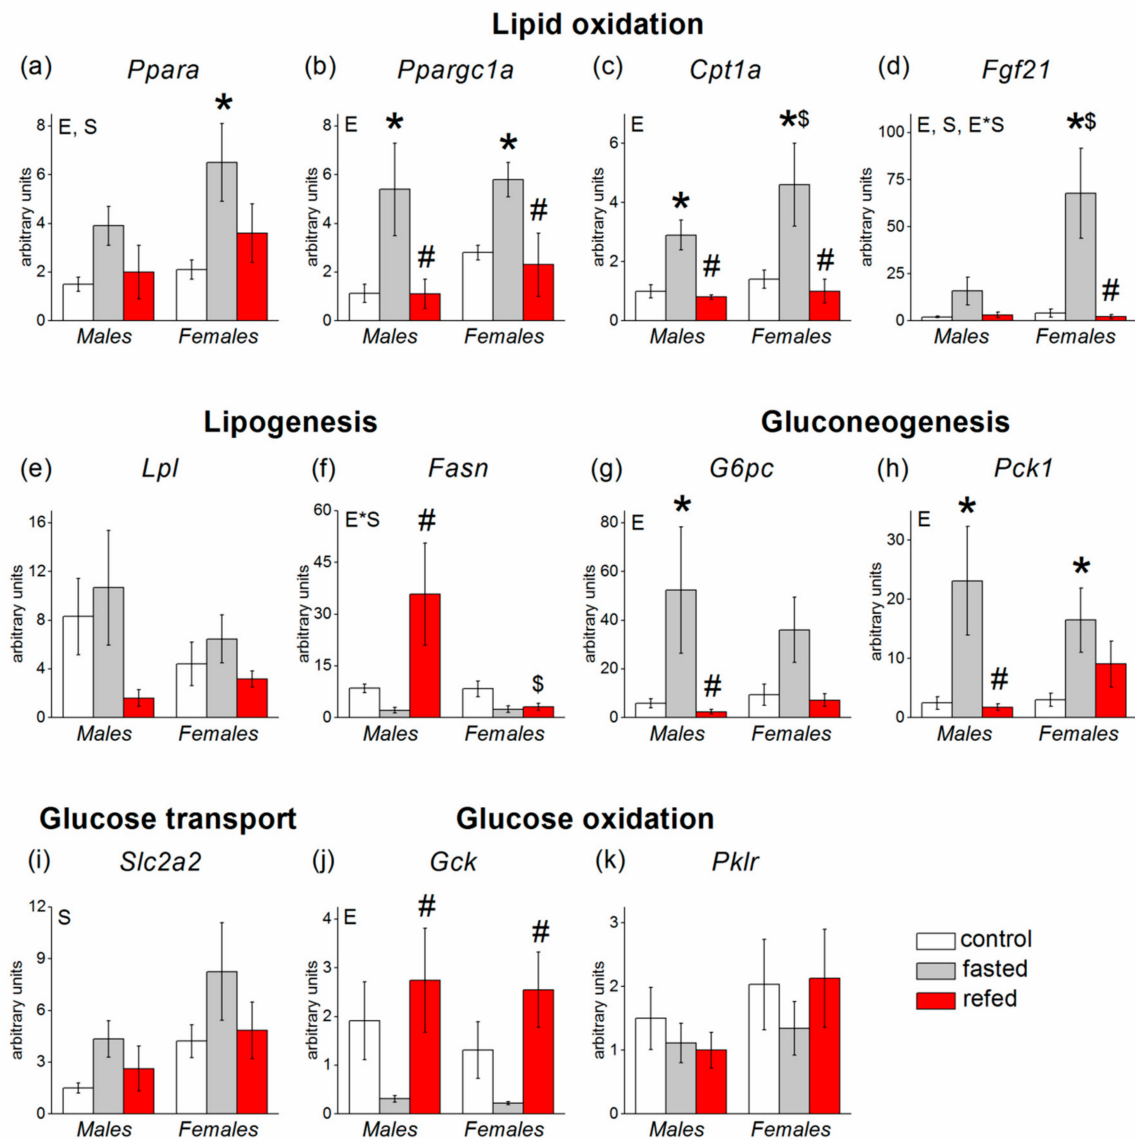 Lipid oxidation
(a) Ppara
(b) Ppargc1a
(c) Cpt1a
(d) Fgf21
E, S
*
8
6
4
2
0
arbitrary units
Males Females
E
*
#
*
#
8
6
4
2
0
arbitrary units
Males Females
E
*
#
*$
#
6
4
2
0
arbitrary units
Males Females
E, S, E*S
*$
#
100
75
50
25
0
arbitrary units
Males Females
Lipogenesis
Gluconeogenesis
(e) Lpl
(f) Fasn
(g) G6pc
(h) Pck1
16
12
8
4
0
arbitrary units
Males Females
E*S
#
$
60
45
30
15
0
arbitrary units
Males Females
E
*
#
80
60
40
20
0
arbitrary units
Males Females
E
*
#
*
30
20
10
0
arbitrary units
Males Females
Glucose transport
Glucose oxidation
(i) Slc2a2
(j) Gck
(k) Pklr
S
12
9
6
3
0
arbitrary units
Males Females
E
#
#
4
3
2
1
0
arbitrary units
Males Females
3
2
1
0
arbitrary units
Males Females
control
fasted
refed